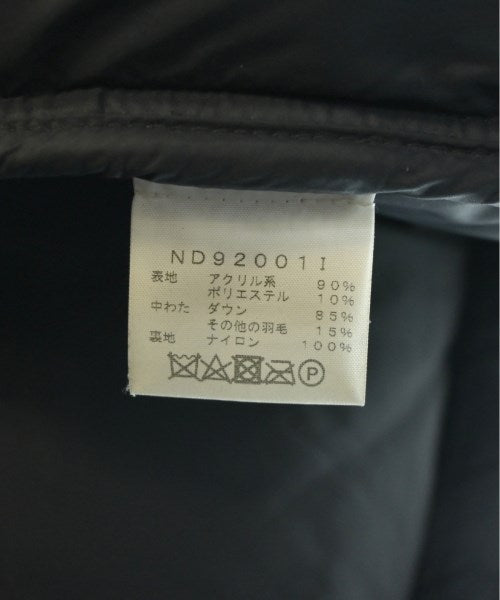 ND92001I
表地 アクリル系 90%
ポリエステル 10%
中わた ダウン 85%
その他の羽毛 15%
裏地 ナイロン 100%
P